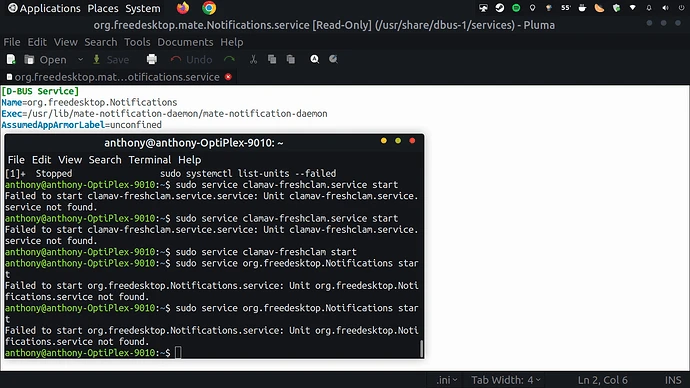 Applications Places System
55°
org.freedesktop.mate.Notifications.service [Read-Only] (/usr/share/dbus-1/services) - Pluma
File Edit View Search Tools Documents Help
Open Save Undo
org.freedesktop.mat…otifications.service
[D-BUS Service]
Name=org.freedesktop.Notifications
Exec=/usr/lib/mate-notification-daemon/mate-notification-daemon
AssumedAppArmorLabel=unconfined
anthony@anthony-OptiPlex-9010: ~
File Edit View Search Terminal Help
[1]+  Stopped                 sudo systemctl list-units --failed
anthony@anthony-OptiPlex-9010:~$ sudo service clamav-freshclam.service start
Failed to start clamav-freshclam.service.service: Unit clamav-freshclam.service.
service not found.
anthony@anthony-OptiPlex-9010:~$ sudo service clamav-freshclam.service start
Failed to start clamav-freshclam.service.service: Unit clamav-freshclam.service.
service not found.
anthony@anthony-OptiPlex-9010:~$ sudo service clamav-freshclam start
anthony@anthony-OptiPlex-9010:~$ sudo service org.freedesktop.Notifications star
t
Failed to start org.freedesktop.Notifications.service: Unit org.freedesktop.Noti
fications.service not found.
anthony@anthony-OptiPlex-9010:~$ sudo service org.freedesktop.Notifications star
t
Failed to start org.freedesktop.Notifications.service: Unit org.freedesktop.Noti
fications.service not found.
anthony@anthony-OptiPlex-9010:~$
.ini Tab Width: 4 Ln 2, Col 6 INS